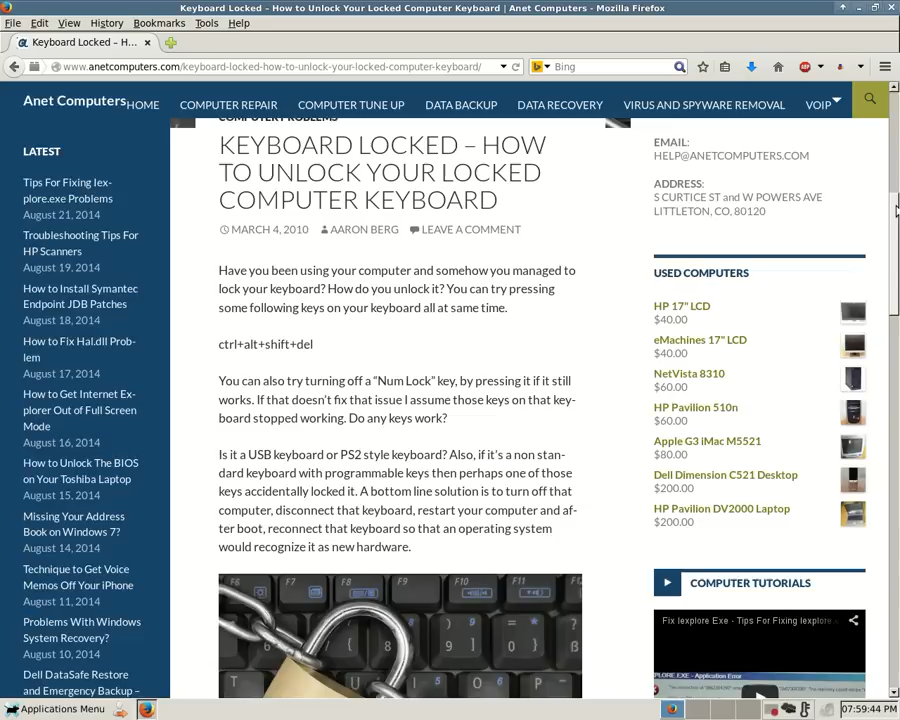 Keyboard Locked – How to Unlock Your Locked Computer Keyboard | Anet Computers - Mozilla Firefox
File Edit View History Bookmarks Tools Help
Keyboard Locked – H...
www.anetcomputers.com/keyboard-locked-how-to-unlock-your-locked-computer-keyboard/
Bing
Anet Computers
HOME COMPUTER REPAIR COMPUTER TUNE UP DATA BACKUP DATA RECOVERY VIRUS AND SPYWARE REMOVAL VOIP
LATEST
Tips For Fixing Iex-
plore.exe Problems
August 21, 2014
Troubleshooting Tips For
HP Scanners
August 19, 2014
How to Install Symantec
Endpoint JDB Patches
August 18, 2014
How to Fix Hal.dll Prob-
lem
August 17, 2014
How to Get Internet Ex-
plorer Out of Full Screen
Mode
August 16, 2014
How to Unlock The BIOS
on Your Toshiba Laptop
August 15, 2014
Missing Your Address
Book on Windows 7?
August 14, 2014
Technique to Get Voice
Memos Off Your iPhone
August 11, 2014
Problems With Windows
System Recovery?
August 10, 2014
Dell DataSafe Restore
and Emergency Backup –
COMPUTER PROBLEMS
KEYBOARD LOCKED – HOW
TO UNLOCK YOUR LOCKED
COMPUTER KEYBOARD
MARCH 4, 2010 AARON BERG LEAVE A COMMENT
Have you been using your computer and somehow you managed to
lock your keyboard? How do you unlock it? You can try pressing
some following keys on your keyboard all at same time.
ctrl+alt+shift+del
You can also try turning off a “Num Lock” key, by pressing it if it still
works. If that doesn’t fix that issue I assume those keys on that key-
board stopped working. Do any keys work?
Is it a USB keyboard or PS2 style keyboard? Also, if it’s a non stan-
dard keyboard with programmable keys then perhaps one of those
keys accidentally locked it. A bottom line solution is to turn off that
computer, disconnect that keyboard, restart your computer and af-
ter boot, reconnect that keyboard so that an operating system
would recognize it as new hardware.
F6 F7 F8 F9 F10 F11
U I O P
EMAIL:
HELP@ANETCOMPUTERS.COM
ADDRESS:
S CURTICE ST and W POWERS AVE
LITTLETON, CO, 80120
USED COMPUTERS
HP 17" LCD
$40.00
eMachines 17" LCD
$40.00
NetVista 8310
$60.00
HP Pavilion 510n
$60.00
Apple G3 iMac M5521
$80.00
Dell Dimension C521 Desktop
$200.00
HP Pavilion DV2000 Laptop
$200.00
COMPUTER TUTORIALS
Fix Iexplore Exe - Tips For Fixing Iexplore
Applications Menu
07:59:44 PM